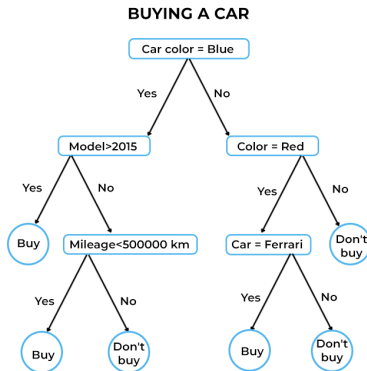 BUYING A CAR
Car color = Blue
Yes
No
Model>2015
Color = Red
Yes
No
Yes
No
Buy
Mileage<500000 km
Car = Ferrari
Don't
buy
Yes
No
Yes
No
Buy
Don't
buy
Buy
Don't
buy